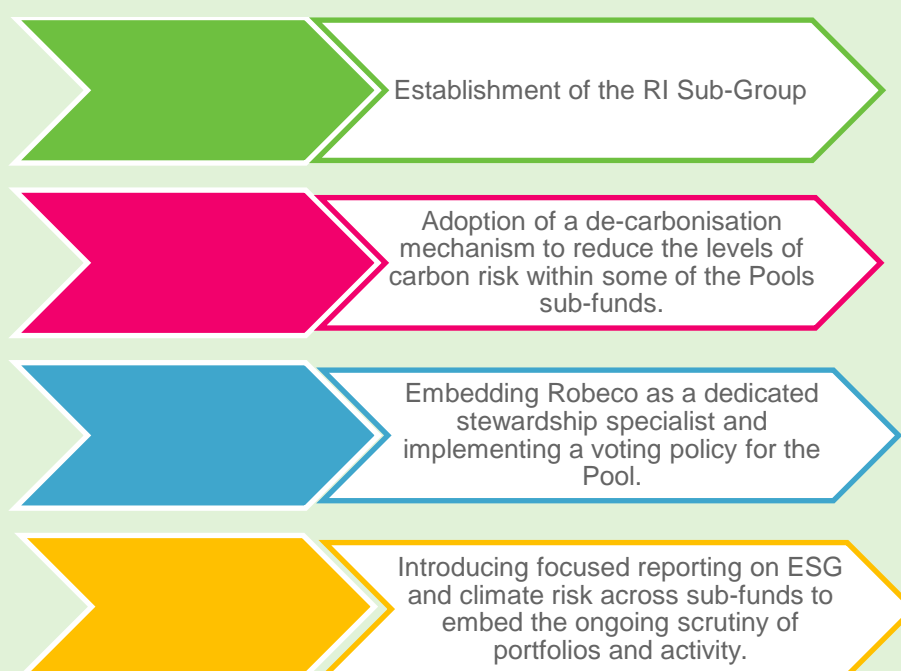 Establishment of the RI Sub-Group
Adoption of a de-carbonisation
mechanism to reduce the levels of
carbon risk within some of the Pools
sub-funds.
Embedding Robeco as a dedicated
stewardship specialist and
implementing a voting policy for the
Pool.
Introducing focused reporting on ESG
and climate risk across sub-funds to
embed the ongoing scrutiny of
portfolios and activity.